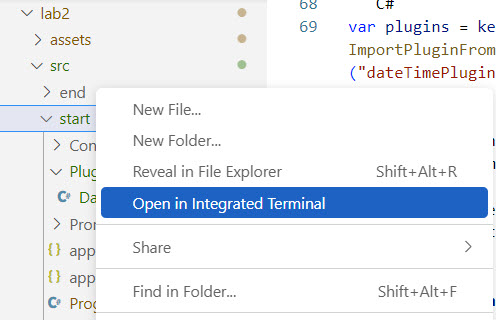 lab2
assets
src
end
start
Con
Plug
C# Da
Pron
{} app
{} app
C# Prog
68 C#
69 var plugins = ke
ImportPluginFrom
("dateTimePlugin
New File...
New Folder...
Reveal in File Explorer Shift+Alt+R
Open in Integrated Terminal
Share
Find in Folder... Shift+Alt+F